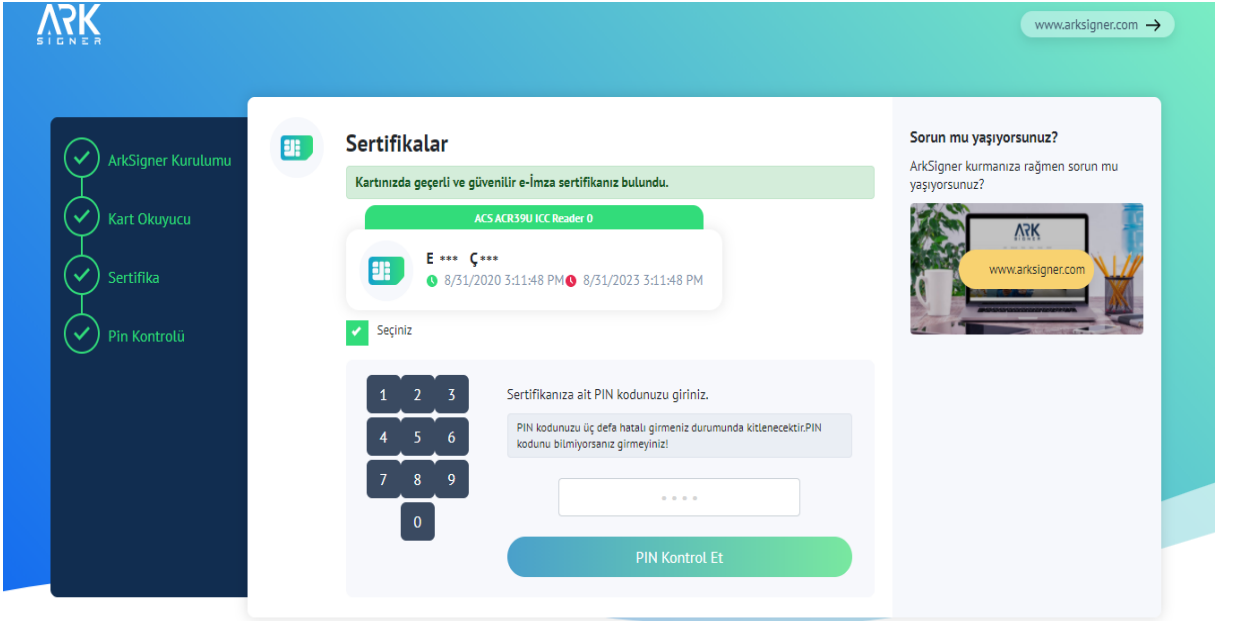 ARK
SIGNER
www.arksigner.com
ArkSigner Kurulumu
Kart Okuyucu
Sertifika
Pin Kontrolü
Sertifikalar
Kartınızda geçerli ve güvenilir e-İmza sertifikanız bulundu.
ACS ACR39U ICC Reader 0
E *** Ç***
8/31/2020 3:11:48 PM 8/31/2023 3:11:48 PM
Seçiniz
1 2 3
4 5 6
7 8 9
0
Sertifikanıza ait PIN kodunuzu giriniz.
PIN kodunuzu üç defa hatalı girmeniz durumunda kitlenecektir.PIN
kodunu bilmiyorsanız girmeyiniz!
PIN Kontrol Et
Sorun mu yaşıyorsunuz?
ArkSigner kurmanıza rağmen sorun mu
yaşıyorsunuz?
ARK
SIGNER
www.arksigner.com